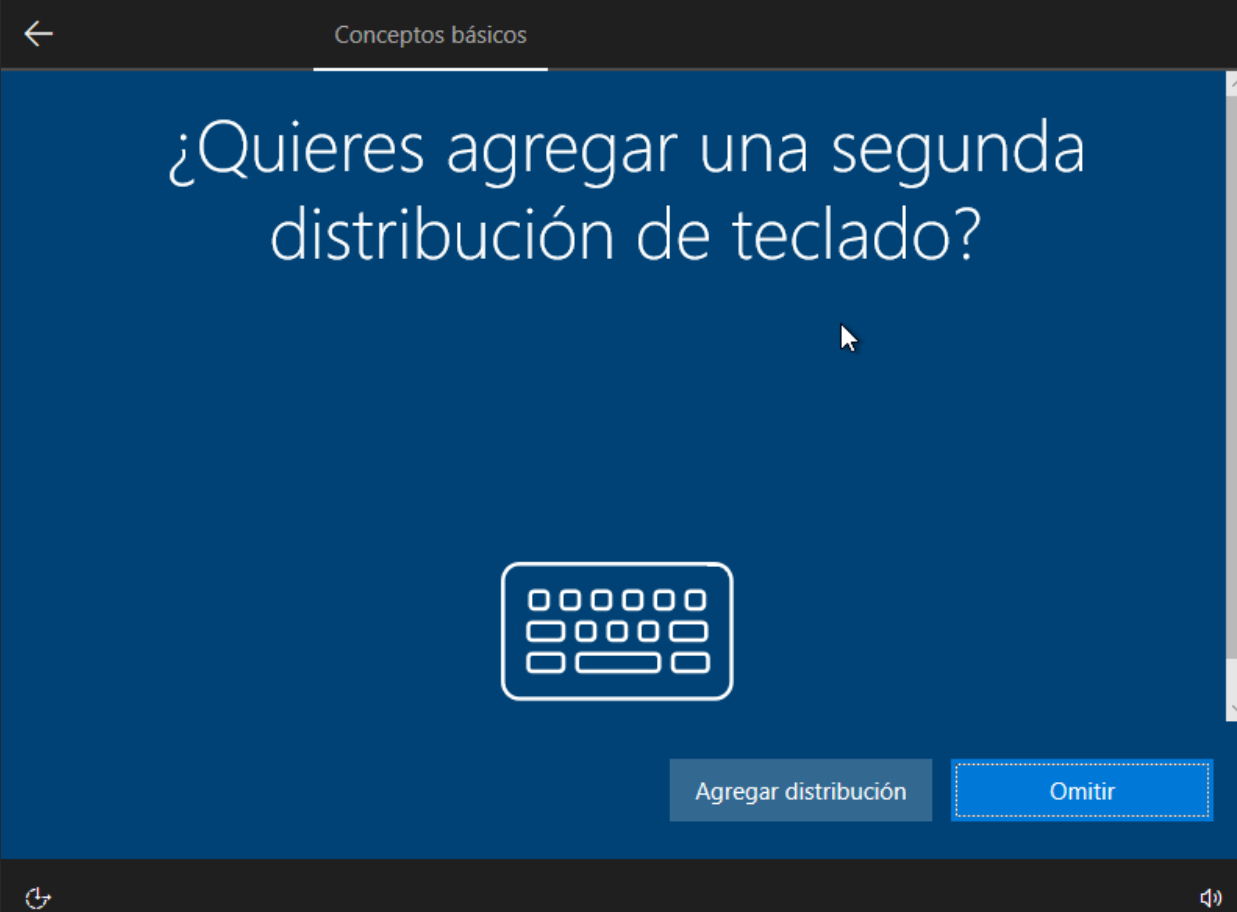 Conceptos básicos
¿Quieres agregar una segunda
distribución de teclado?
Agregar distribución
Omitir